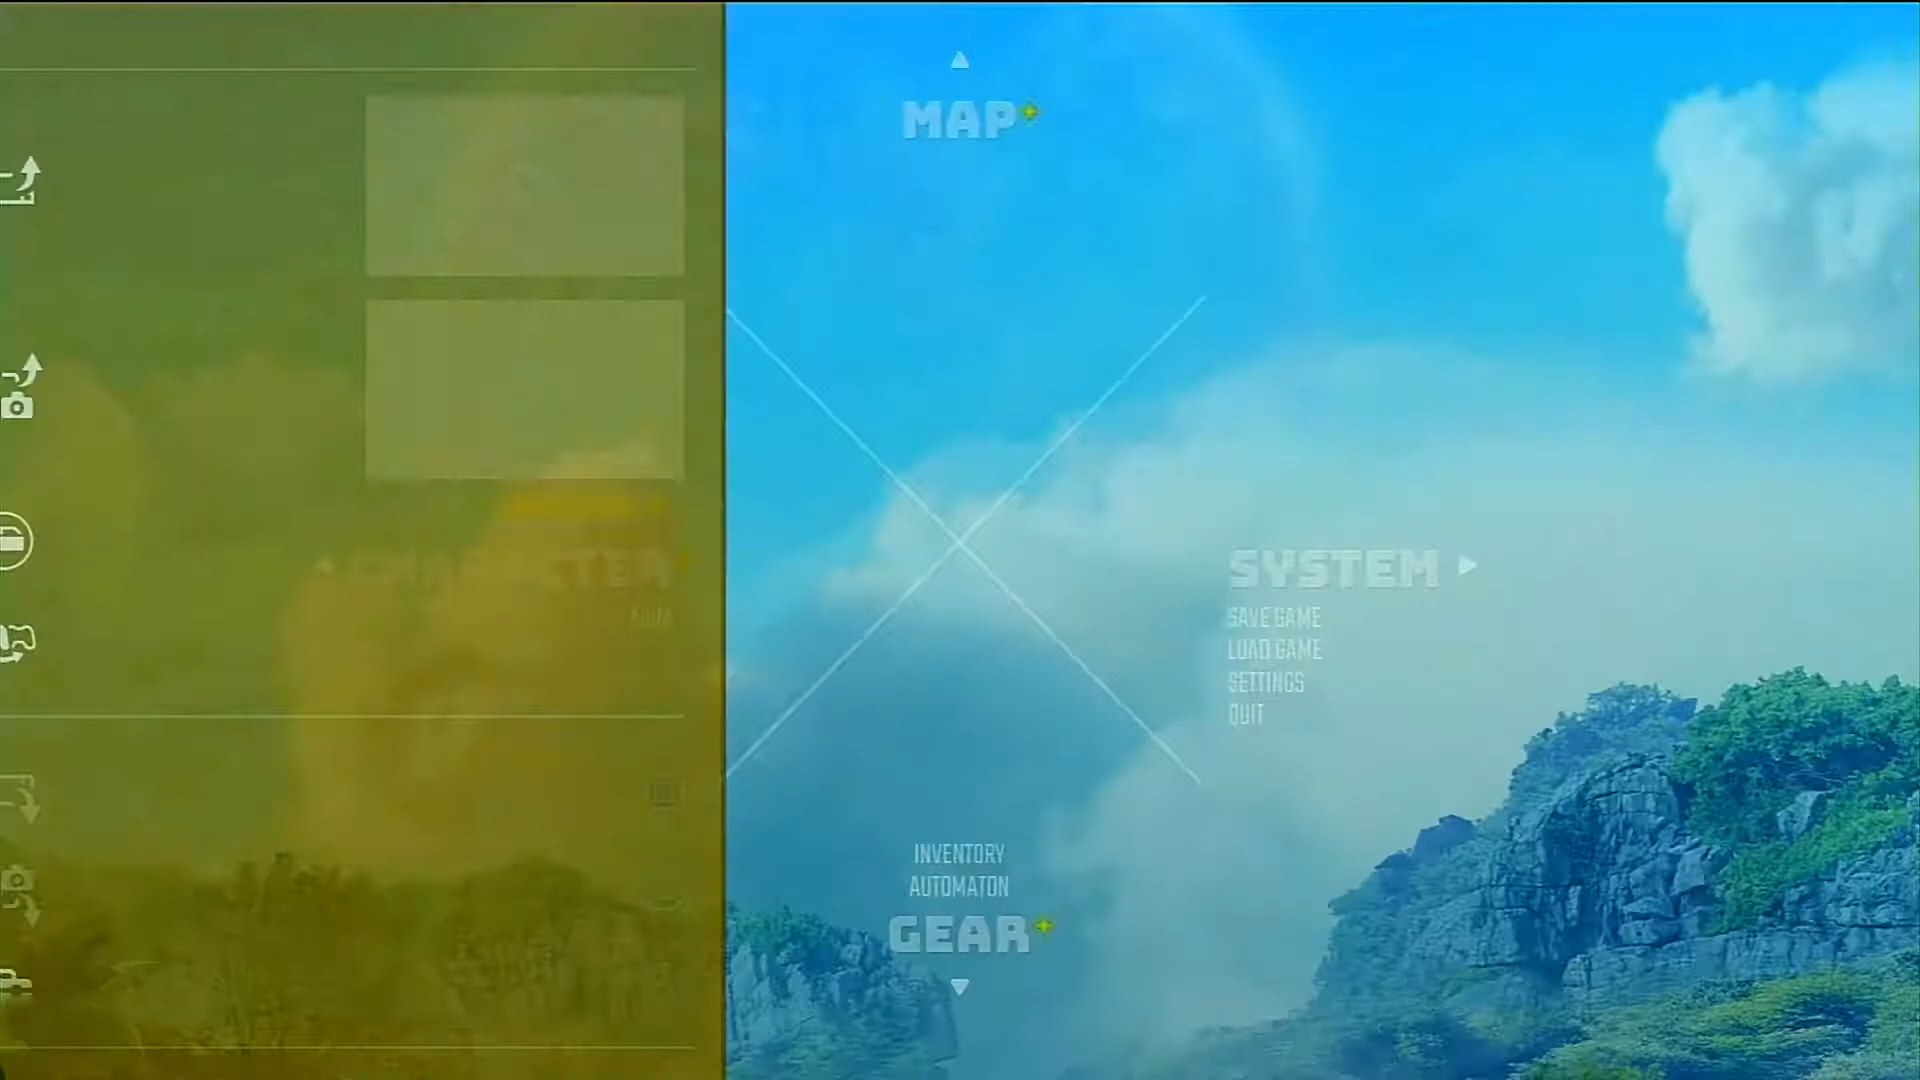 MAP
SYSTEM
SAVE GAME
LOAD GAME
SETTINGS
QUIT
INVENTORY
AUTOMATON
GEAR